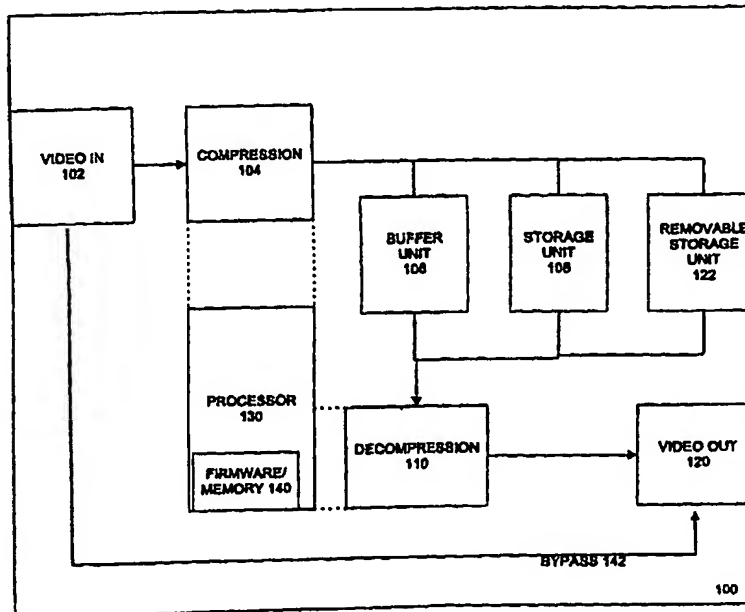 VIDEO IN
102
COMPRESSION
104
BUFFER
UNIT
106
STORAGE
UNIT
108
REMOVABLE
STORAGE
UNIT
122
PROCESSOR
130
FIRMWARE/
MEMORY 140
DECOMPRESSION
110
VIDEO OUT
120
BYPASS 142
100